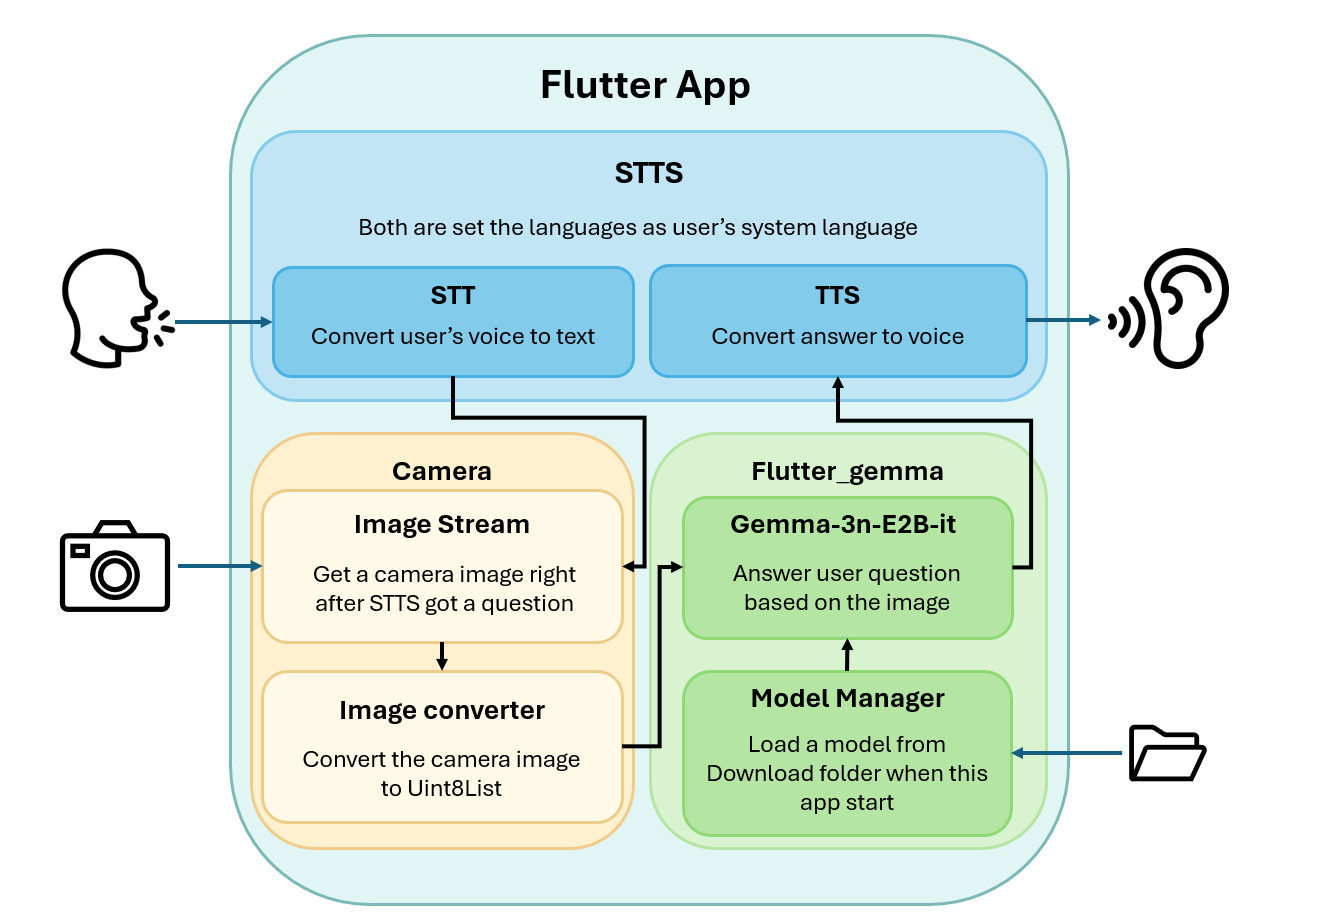 Flutter App
STTS
Both are set the languages as user’s system language
STT
Convert user’s voice to text
TTS
Convert answer to voice
Camera
Image Stream
Get a camera image right
after STTS got a question
Image converter
Convert the camera image
to Uint8List
Flutter_gemma
Gemma-3n-E2B-it
Answer user question
based on the image
Model Manager
Load a model from
Download folder when this
app start